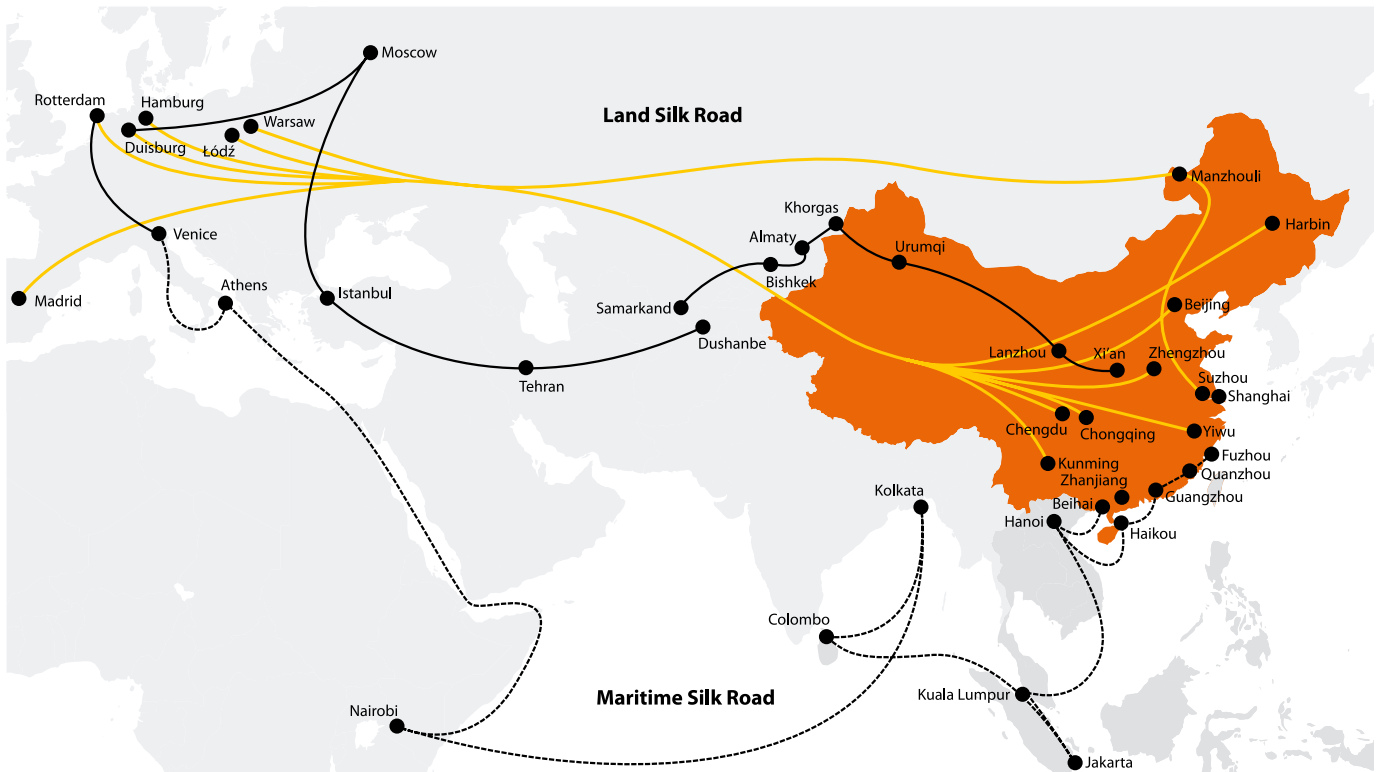 Moscow
Rotterdam
Hamburg
Land Silk Road
Warsaw
Duisburg
Łódź
Manzhouli
Khorgas
Harbin
Venice
Almaty
Urumqi
Bishkek
Athens
Istanbul
Madrid
Samarkand
Beijing
Dushanbe
Lanzhou
Xi'an
Zhengzhou
Tehran
Suzhou
Shanghai
Chengdu
Chongqing
Yiwu
Fuzhou
Kunming
Quanzhou
Zhanjiang
Kolkata
Guangzhou
Beihai
Hanoi
Haikou
Colombo
Maritime Silk Road
Kuala Lumpur
Nairobi
Jakarta